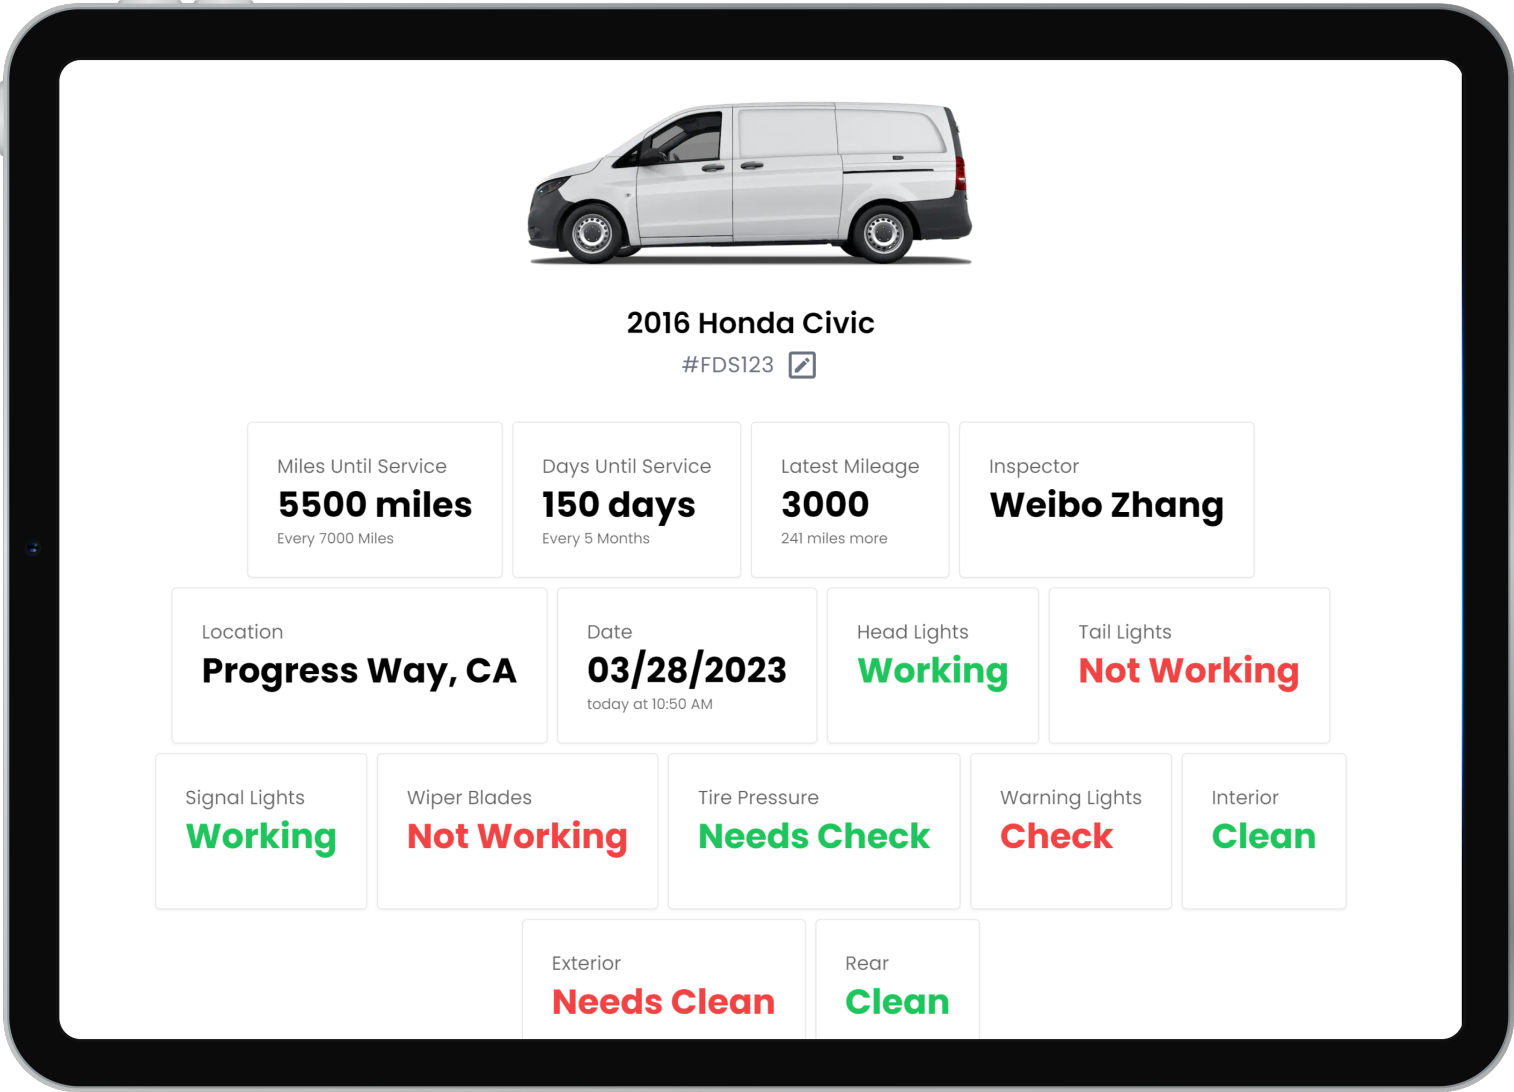 2016 Honda Civic
#FDS123
Miles Until Service
5500 miles
Every 7000 Miles
Days Until Service
150 days
Every 5 Months
Latest Mileage
3000
241 miles more
Inspector
Weibo Zhang
Location
Progress Way, CA
Date
03/28/2023
today at 10:50 AM
Head Lights
Working
Tail Lights
Not Working
Signal Lights
Working
Wiper Blades
Not Working
Tire Pressure
Needs Check
Warning Lights
Check
Interior
Clean
Exterior
Needs Clean
Rear
Clean